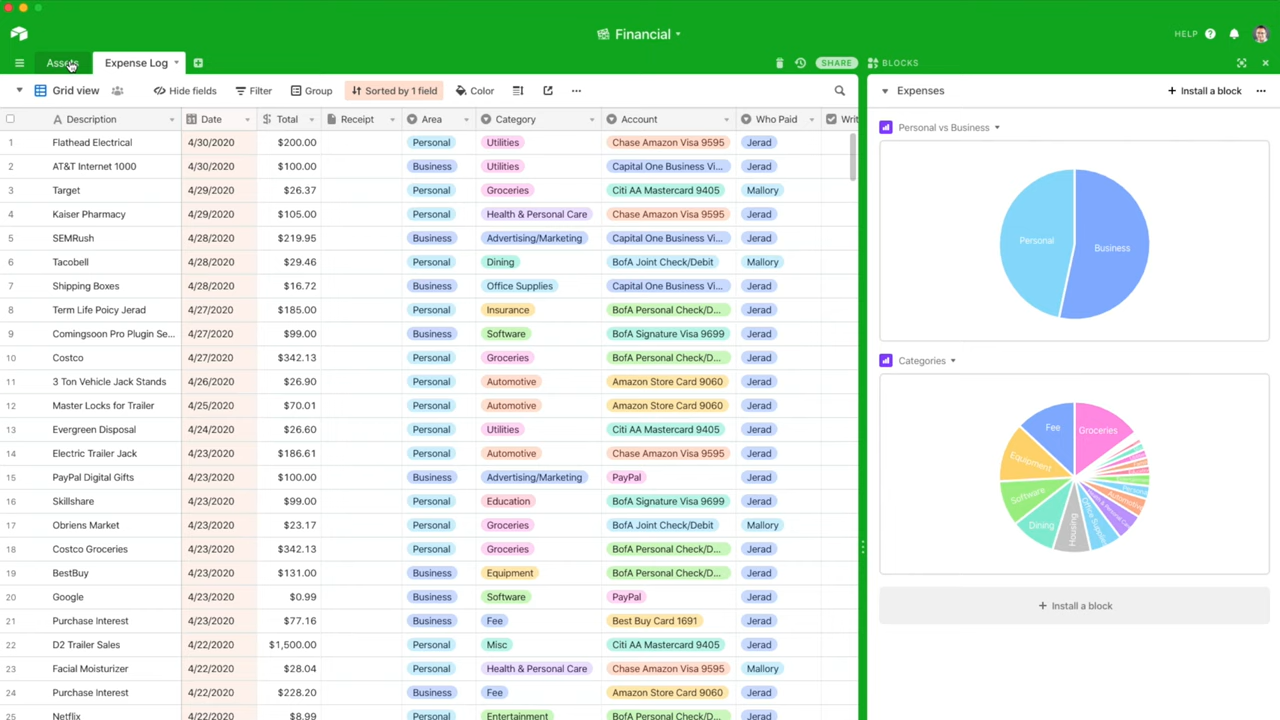 Financial
HELP
Assets
Expense Log
SHARE
BLOCKS
Grid view
Hide fields
Filter
Group
Sorted by 1 field
Color
Expenses
+ Install a block
Description Date Total Receipt Area Category Account Who Paid Writ
1 Flathead Electrical 4/30/2020 $200.00 Personal Utilities Chase Amazon Visa 9595 Jerad
2 AT&T Internet 1000 4/30/2020 $100.00 Business Utilities Capital One Business Vi... Jerad
3 Target 4/29/2020 $26.37 Personal Groceries Citi AA Mastercard 9405 Mallory
4 Kaiser Pharmacy 4/29/2020 $105.00 Personal Health & Personal Care Chase Amazon Visa 9595 Jerad
5 SEMRush 4/28/2020 $219.95 Business Advertising/Marketing Capital One Business Vi... Jerad
6 Tacobell 4/28/2020 $29.46 Personal Dining BofA Joint Check/Debit Mallory
7 Shipping Boxes 4/28/2020 $16.72 Business Office Supplies Capital One Business Vi... Jerad
8 Term Life Poicy Jerad 4/27/2020 $185.00 Personal Insurance BofA Personal Check/D... Jerad
9 Comingsoon Pro Plugin Se... 4/27/2020 $99.00 Business Software BofA Signature Visa 9699 Jerad
10 Costco 4/27/2020 $342.13 Personal Groceries BofA Personal Check/D... Jerad
11 3 Ton Vehicle Jack Stands 4/26/2020 $26.90 Personal Automotive Amazon Store Card 9060 Jerad
12 Master Locks for Trailer 4/25/2020 $70.01 Personal Automotive Amazon Store Card 9060 Jerad
13 Evergreen Disposal 4/24/2020 $26.60 Personal Utilities Citi AA Mastercard 9405 Jerad
14 Electric Trailer Jack 4/23/2020 $186.61 Personal Automotive Chase Amazon Visa 9595 Jerad
15 PayPal Digital Gifts 4/23/2020 $100.00 Business Advertising/Marketing PayPal Jerad
16 Skillshare 4/23/2020 $99.00 Personal Education BofA Signature Visa 9699 Jerad
17 Obriens Market 4/23/2020 $23.17 Personal Groceries BofA Joint Check/Debit Mallory
18 Costco Groceries 4/23/2020 $342.13 Personal Groceries BofA Personal Check/D... Jerad
19 BestBuy 4/23/2020 $131.00 Business Equipment BofA Personal Check/D... Jerad
20 Google 4/23/2020 $0.99 Business Software PayPal Jerad
21 Purchase Interest 4/23/2020 $77.16 Business Fee Best Buy Card 1691 Jerad
22 D2 Trailer Sales 4/22/2020 $1,500.00 Personal Misc Citi AA Mastercard 9405 Jerad
23 Facial Moisturizer 4/22/2020 $28.04 Personal Health & Personal Care Chase Amazon Visa 9595 Mallory
24 Purchase Interest 4/22/2020 $228.20 Business Fee Amazon Store Card 9060 Jerad
25 Netflix 4/22/2020 $8.99 Personal Entertainment BofA Personal Check/D... Jerad
Personal vs Business
Personal
Business
Categories
Fee
Groceries
Equipment
Software
Dining
Housing
Office Supplies
Automotive
+ Install a block